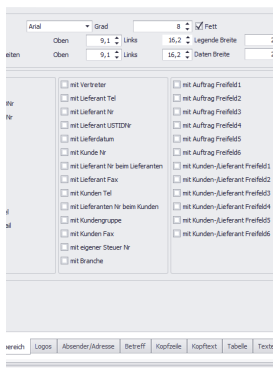 Arial Grad 8 Fett
Oben 9,1 Links 16,2 Legende Breite 2
eiten Oben 9,1 Links 16,2 Daten Breite 2
mit Vertreter
mit Lieferant Tel
mit Lieferant Nr
mit Lieferant USTIDNr
mit Lieferdatum
mit Kunde Nr
mit Lieferant Nr beim Lieferanten
mit Lieferant Fax
mit Kunden Tel
mit Lieferanten Nr beim Kunden
mit Kundengruppe
mit Kunden Fax
mit eigener Steuer Nr
mit Branche
mit Auftrag Freifeld1
mit Auftrag Freifeld2
mit Auftrag Freifeld3
mit Auftrag Freifeld4
mit Auftrag Freifeld5
mit Auftrag Freifeld6
mit Kunden-/Lieferant Freifeld1
mit Kunden-/Lieferant Freifeld2
mit Kunden-/Lieferant Freifeld3
mit Kunden-/Lieferant Freifeld4
mit Kunden-/Lieferant Freifeld5
mit Kunden-/Lieferant Freifeld6
ereich Logos Absender/Adresse Betreff Kopfzeile Kopftext Tabelle Texte